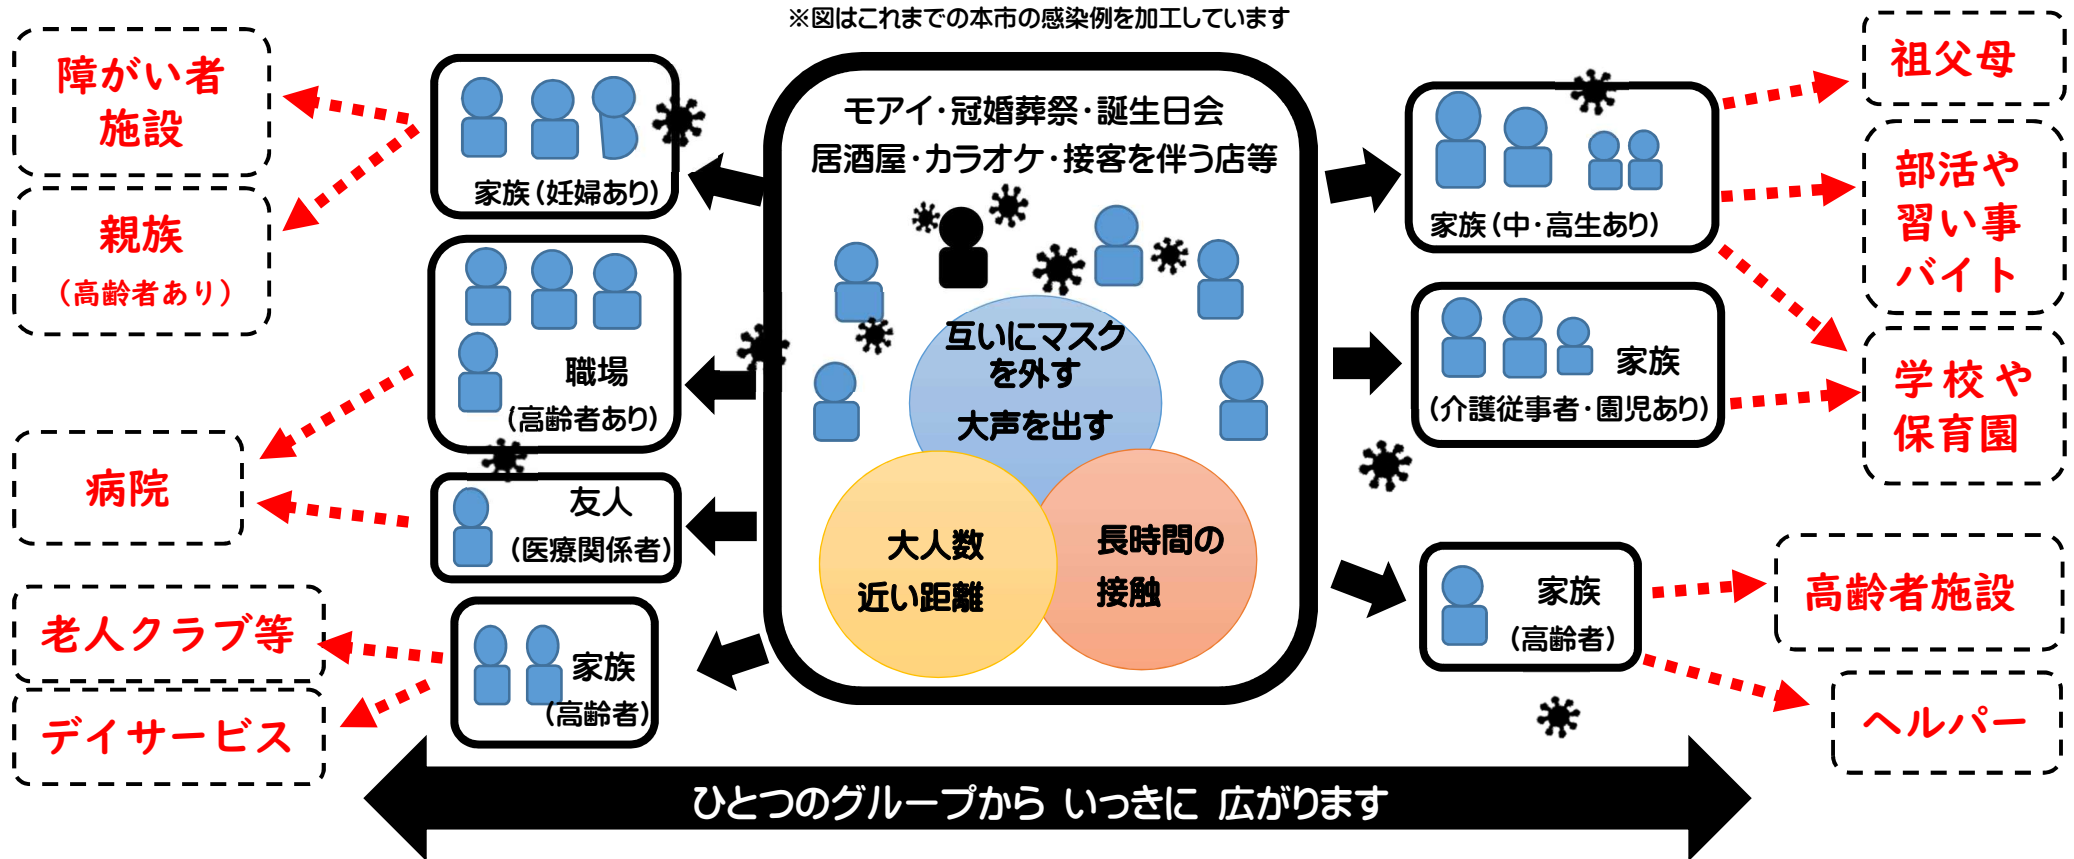 ※図はこれまでの本市の感染例を加工しています
障がい者
施設
親族
(高齢者あり)
病院
老人クラブ等
デイサービス
家族(妊婦あり)
職場
(高齢者あり)
友人
(医療関係者)
家族
(高齢者)
モアイ・冠婚葬祭・誕生日会
居酒屋・カラオケ・接客を伴う店等
互いにマスク
を外す
大声を出す
大人数
近い距離
長時間の
接触
家族(中・高生あり)
家族
(介護従事者・園児あり)
家族
(高齢者)
祖父母
部活や
習い事
バイト
学校や
保育園
高齢者施設
ヘルパー
ひとつのグループから いっきに 広がります